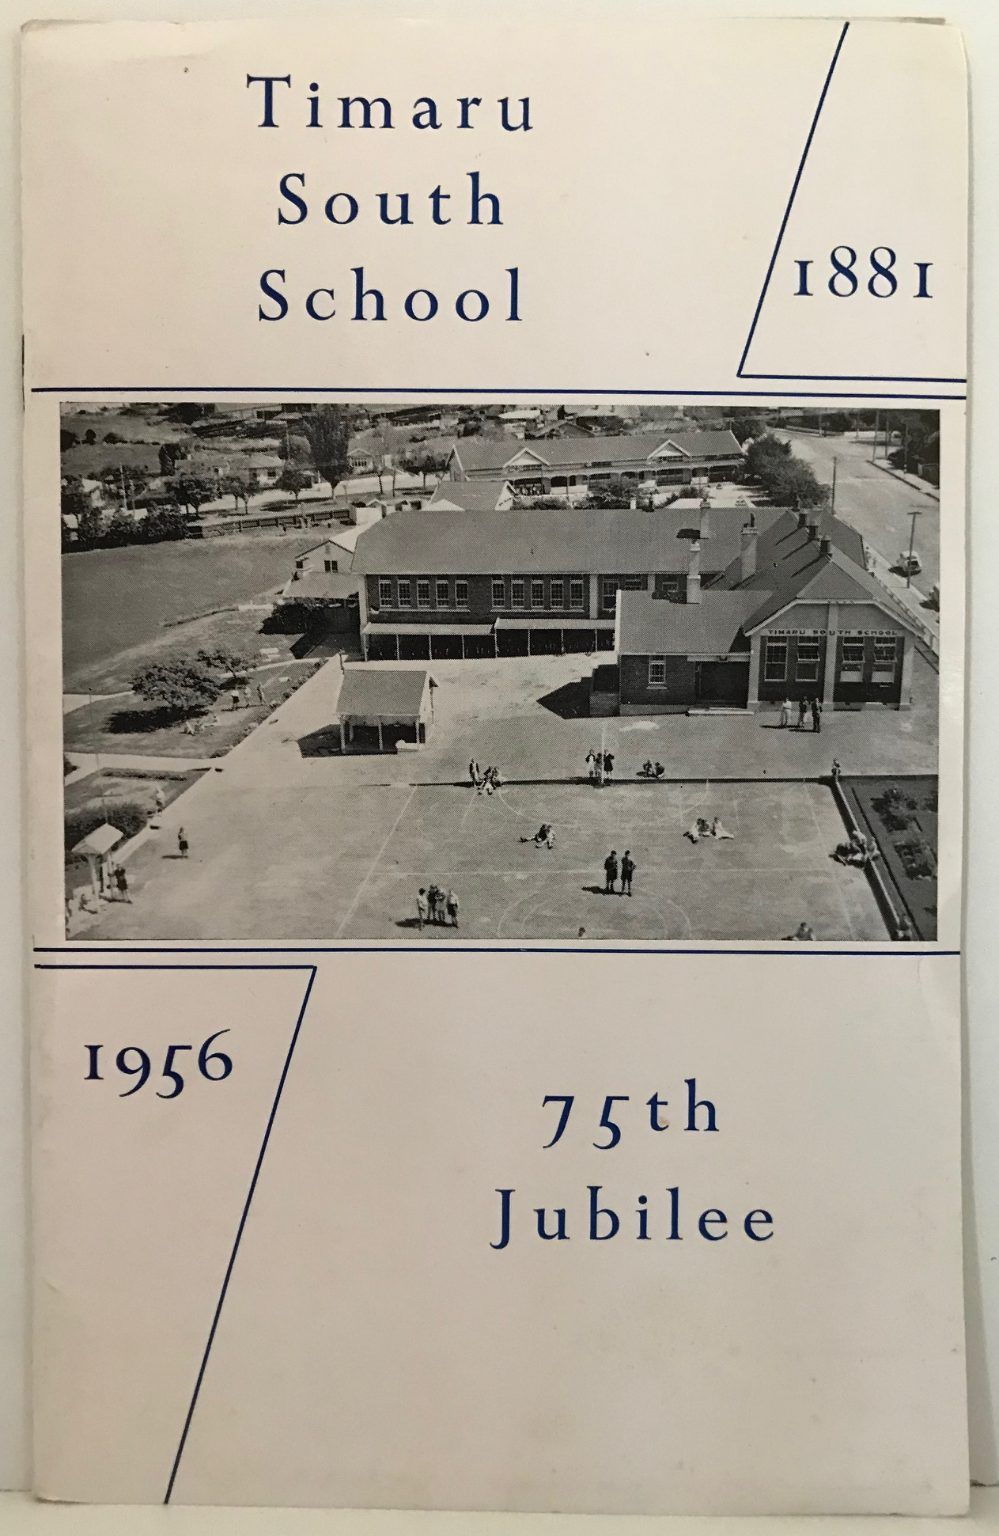 Timaru
South
School
1881
TIMARU SOUTH SCHOOL
1956
75th
Jubilee